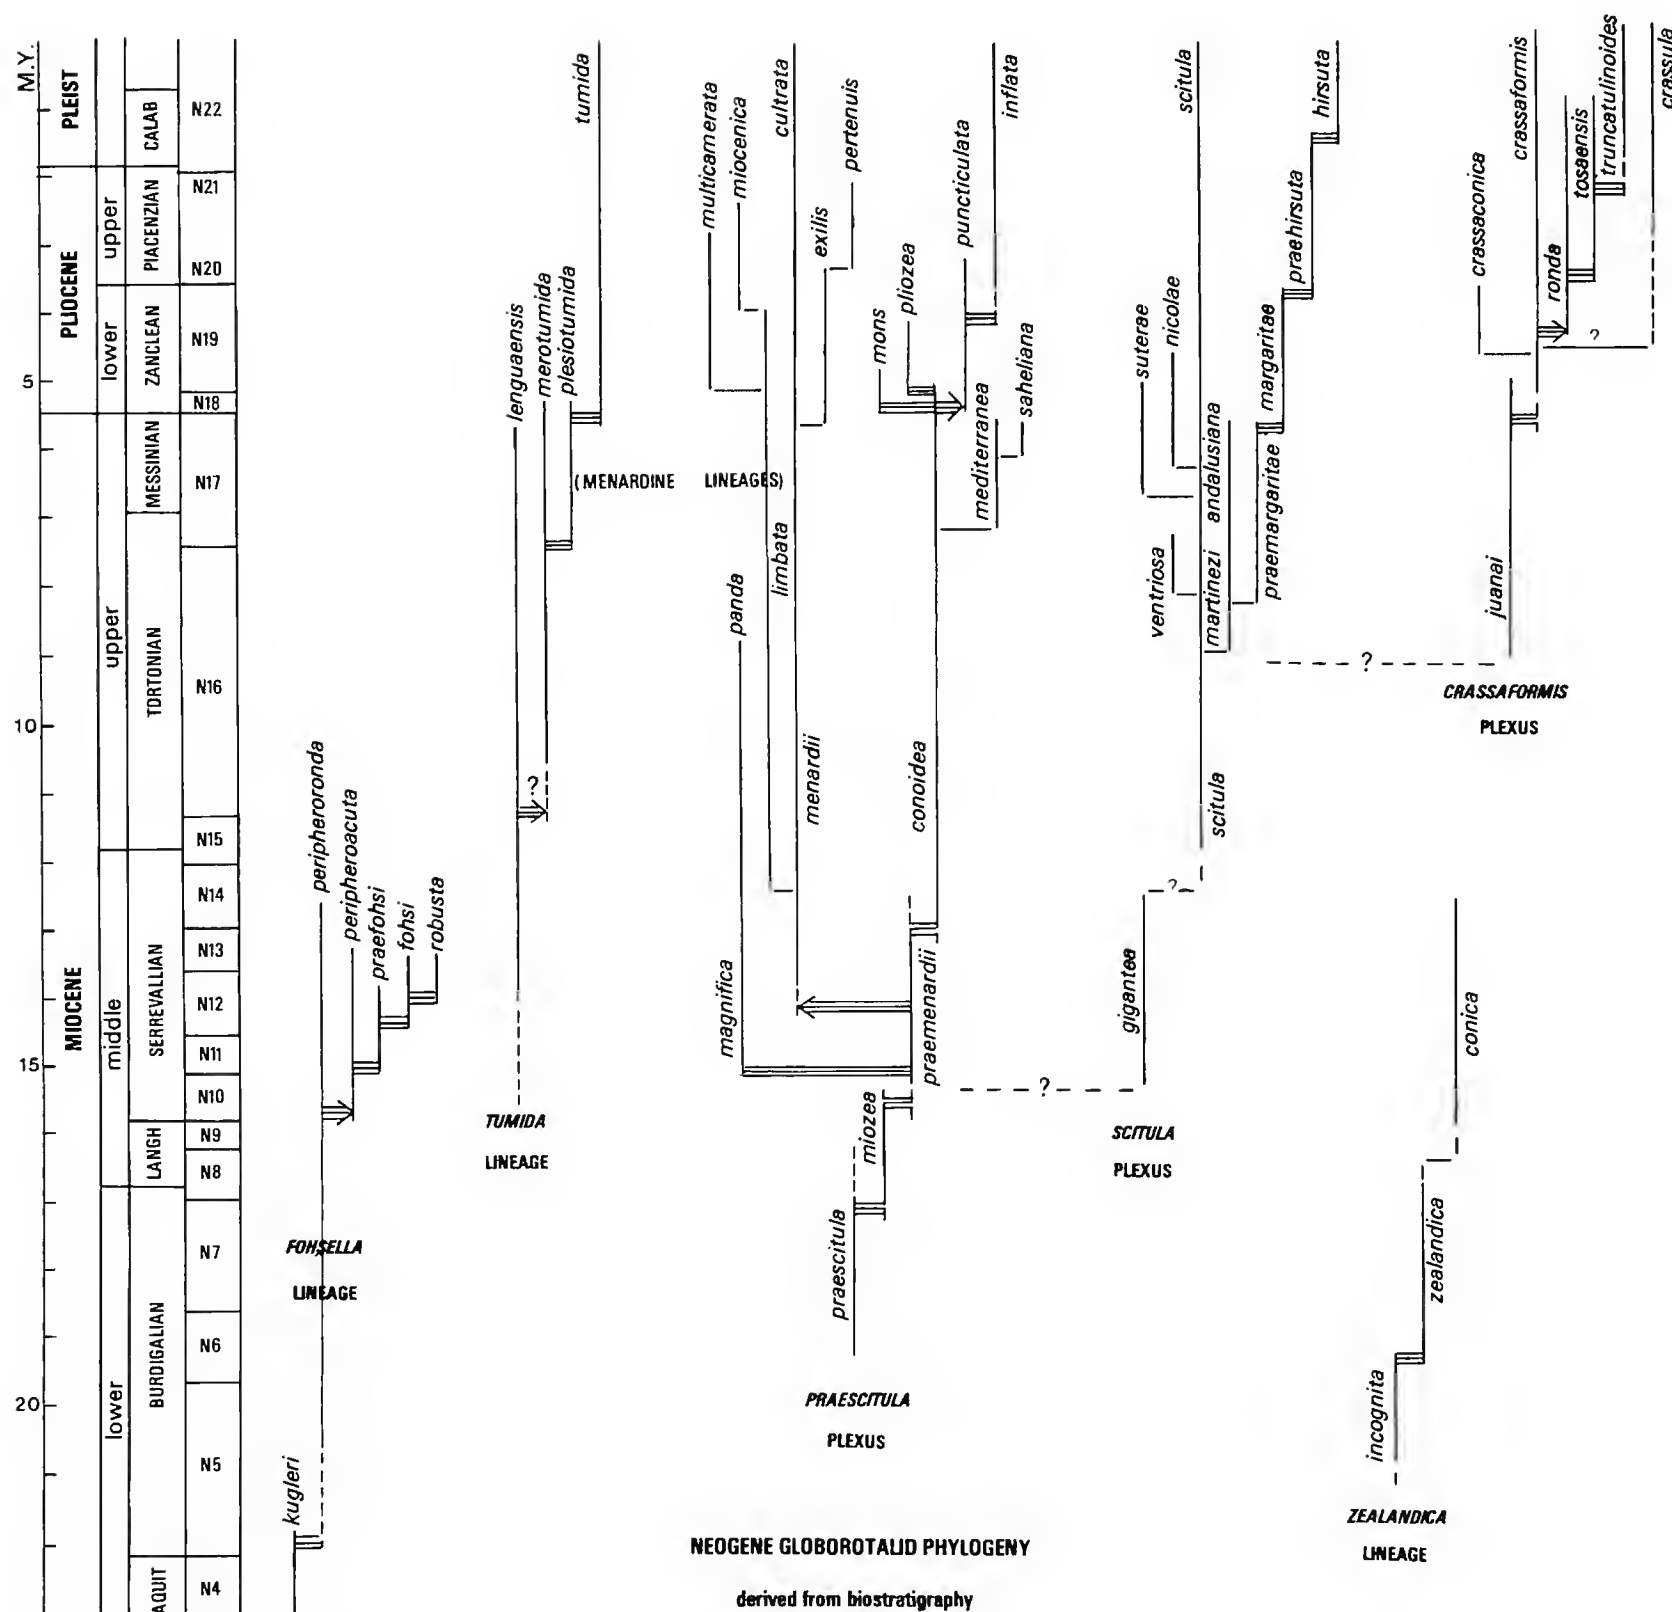 M.Y.
PLEIST
CALAB
N22
PLIOCENE
upper
PIACENZIAN
N21
N20
lower
ZANCLEAN
N19
5
N18
MIOCENE
upper
MESSINIAN
N17
TORTONIAN
N16
10
N15
middle
SERREVALLIAN
N14
N13
N12
N11
15
N10
LANGH
N9
N8
lower
BURDIGALIAN
N7
N6
20
N5
AQUIT
N4
kugleri
peripheroronda
peripheroacuta
praefohsi
fohsi
robusta
FOHSELLA
LINEAGE
lenguaensis
merotumida
plesiotumida
tumida
?
TUMIDA
LINEAGE
(MENARDINE LINEAGES)
multicamerata
miocenica
cultrata
exilis
pertenuis
limbata
menardii
panda
magnifica
mons
pliozea
puncticulata
inflata
mediterranea
saheliana
conoidea
praemenardii
miozea
praescitula
PRAESCITULA
PLEXUS
scitula
suterae
nicolae
ventriosa
martinezi
andalusiana
praemargaritae
margaritae
praehirsuta
hirsuta
scitula
?
gigantea
?
SCITULA
PLEXUS
crassaconica
crassaformis
ronda
tosaensis
truncatulinoides
crassula
?
juanai
?
CRASSAFORMIS
PLEXUS
conica
zealandica
incognita
ZEALANDICA
LINEAGE
NEOGENE GLOBOROTALIID PHYLOGENY
derived from biostratigraphy